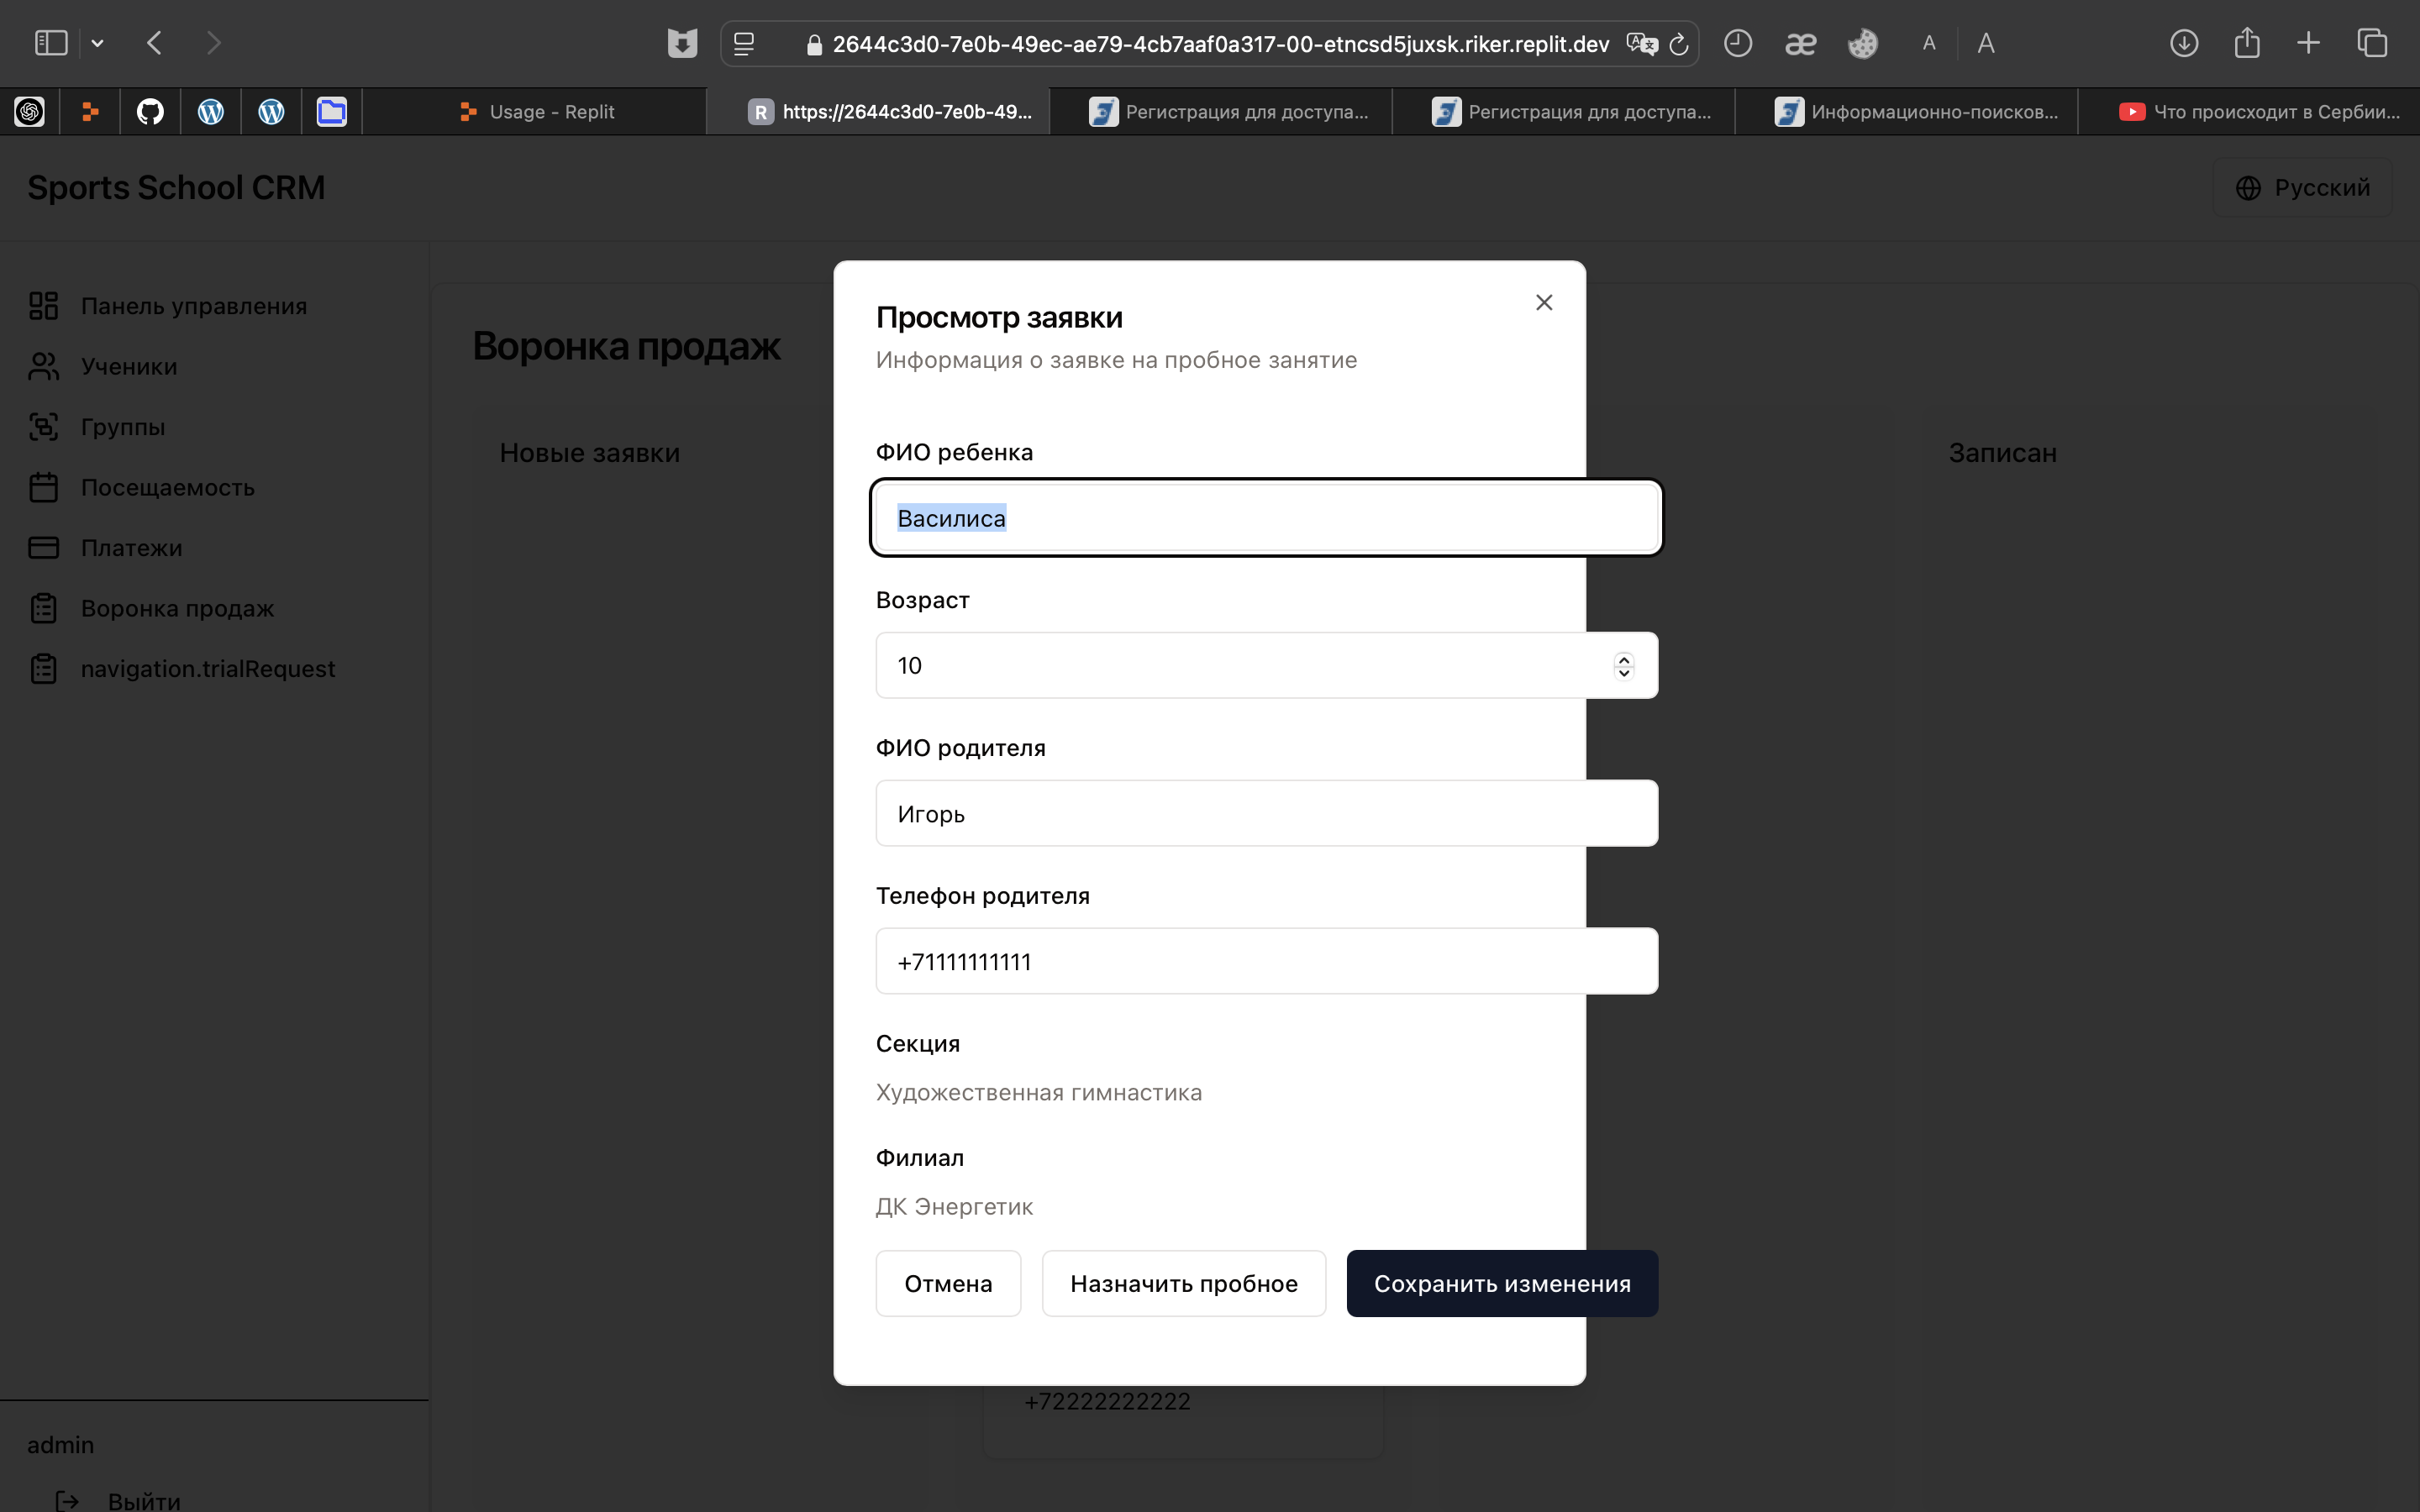 2644c3d0-7e0b-49ec-ae79-4cb7aaf0a317-00-etncsd5juxsk.riker.replit.dev
A A
Usage - Replit
R https://2644c3d0-7e0b-49...
Регистрация для доступа...
Регистрация для доступа...
Информационно-поисков...
Что происходит в Сербии...
Sports School CRM
Русский
Панель управления
Ученики
Группы
Посещаемость
Платежи
Воронка продаж
navigation.trialRequest
admin
Выйти
Воронка продаж
Новые заявки
Записан
+72222222222
Просмотр заявки
Информация о заявке на пробное занятие
ФИО ребенка
Василиса
Возраст
10
ФИО родителя
Игорь
Телефон родителя
+71111111111
Секция
Художественная гимнастика
Филиал
ДК Энергетик
Отмена
Назначить пробное
Сохранить изменения